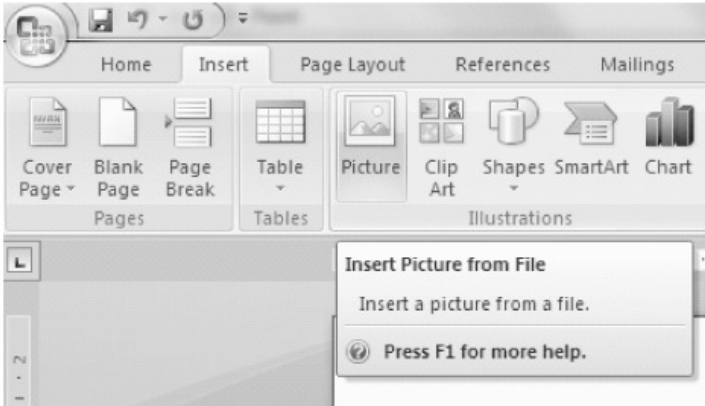 Home Insert Page Layout References Mailings
Cover Page Blank Page Page Break Table Picture Clip Art Shapes SmartArt Chart
Pages Tables Illustrations
L
Insert Picture from File
Insert a picture from a file.
Press F1 for more help.
2